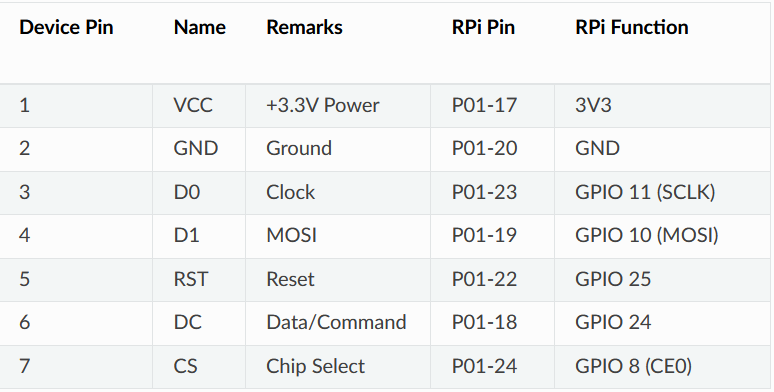 Device Pin Name Remarks RPi Pin RPi Function
1 VCC +3.3V Power P01-17 3V3
2 GND Ground P01-20 GND
3 D0 Clock P01-23 GPIO 11 (SCLK)
4 D1 MOSI P01-19 GPIO 10 (MOSI)
5 RST Reset P01-22 GPIO 25
6 DC Data/Command P01-18 GPIO 24
7 CS Chip Select P01-24 GPIO 8 (CE0)